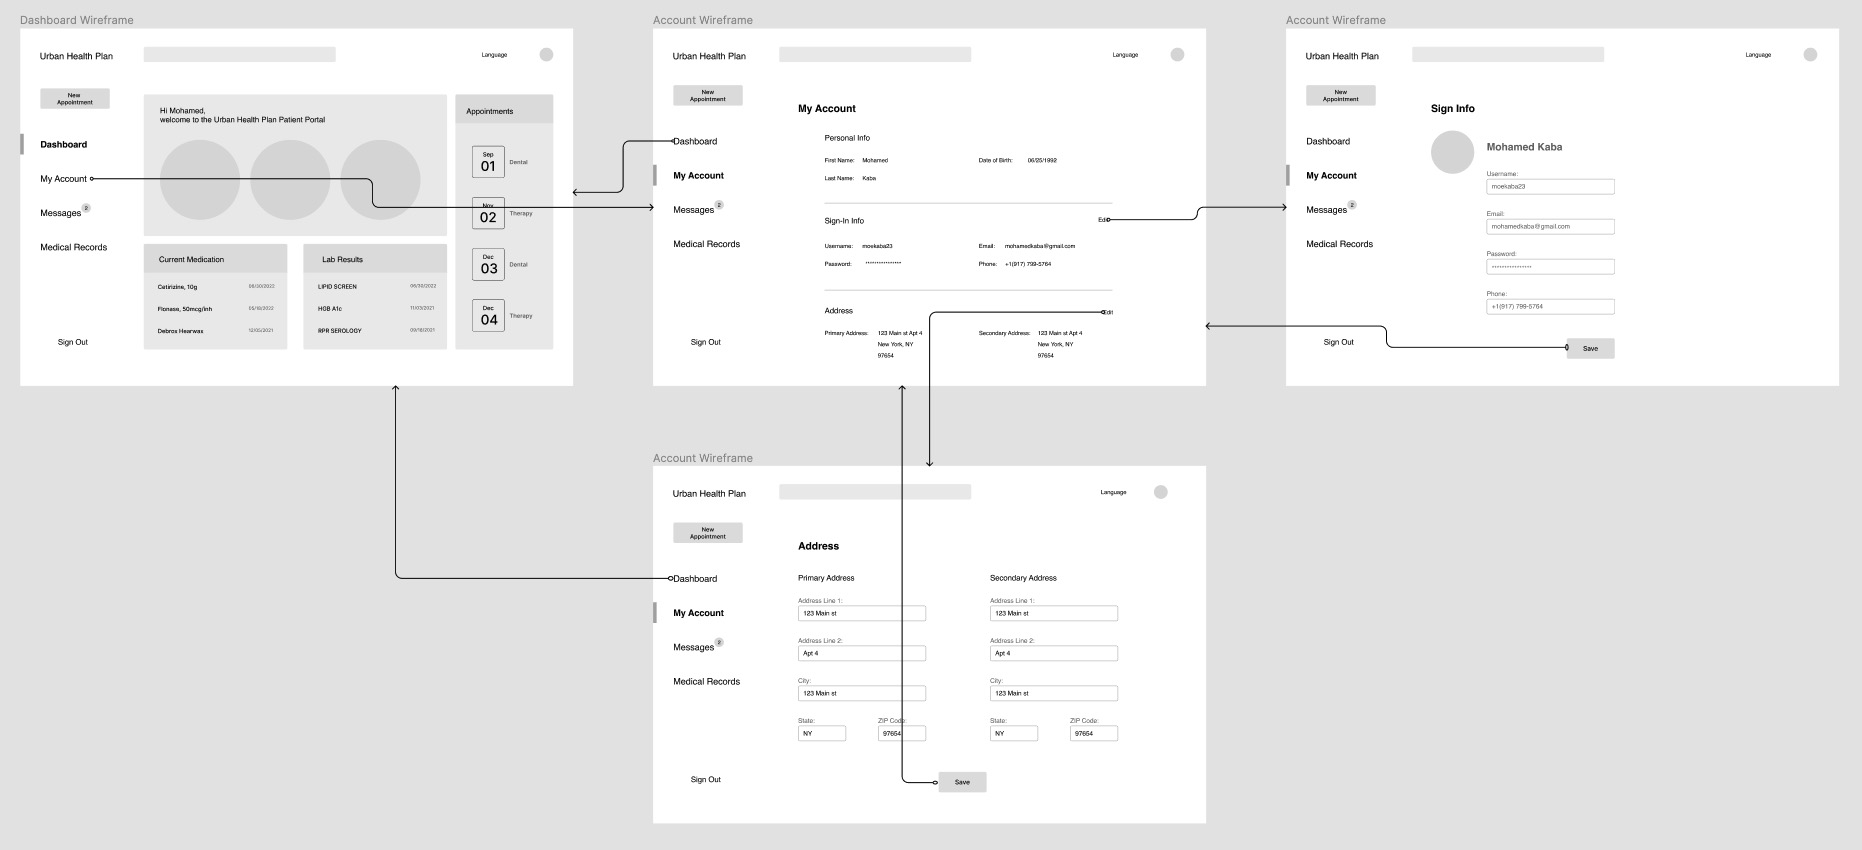 Dashboard Wireframe
Urban Health Plan
Language
New
Appointment
Dashboard
My Account
Messages
2
Medical Records
Sign Out
Hi Mohamed,
welcome to the Urban Health Plan Patient Portal
Appointments
Sep
01
Dental
Nov
02
Therapy
Dec
03
Dental
Dec
04
Therapy
Current Medication
Cetirizine, 10g 06/30/2022
Flonase, 50mcg/inh 05/18/2022
Debrox Hearwax 12/05/2021
Lab Results
LIPID SCREEN 06/30/2022
HGB A1c 11/03/2021
RPR SEROLOGY 09/18/2021
Account Wireframe
Urban Health Plan
Language
New
Appointment
Dashboard
My Account
Messages
2
Medical Records
Sign Out
My Account
Personal Info
First Name: Mohamed
Date of Birth: 06/25/1992
Last Name: Kaba
Sign-In Info
Edit
Username: moekaba23
Email: mohamedkaba@gmail.com
Password: ****************
Phone: +1(917) 799-5764
Address
Edit
Primary Address: 123 Main st Apt 4
New York, NY
97654
Secondary Address: 123 Main st Apt 4
New York, NY
97654
Account Wireframe
Urban Health Plan
Language
New
Appointment
Dashboard
My Account
Messages
2
Medical Records
Sign Out
Sign Info
Mohamed Kaba
Username:
moekaba23
Email:
mohamedkaba@gmail.com
Password:
****************
Phone:
+1(917) 799-5764
Save
Account Wireframe
Urban Health Plan
Language
New
Appointment
Dashboard
My Account
Messages
2
Medical Records
Sign Out
Address
Primary Address
Address Line 1:
123 Main st
Address Line 2:
Apt 4
City:
123 Main st
State: ZIP Code:
NY 97654
Secondary Address
Address Line 1:
123 Main st
Address Line 2:
Apt 4
City:
123 Main st
State: ZIP Code:
NY 97654
Save